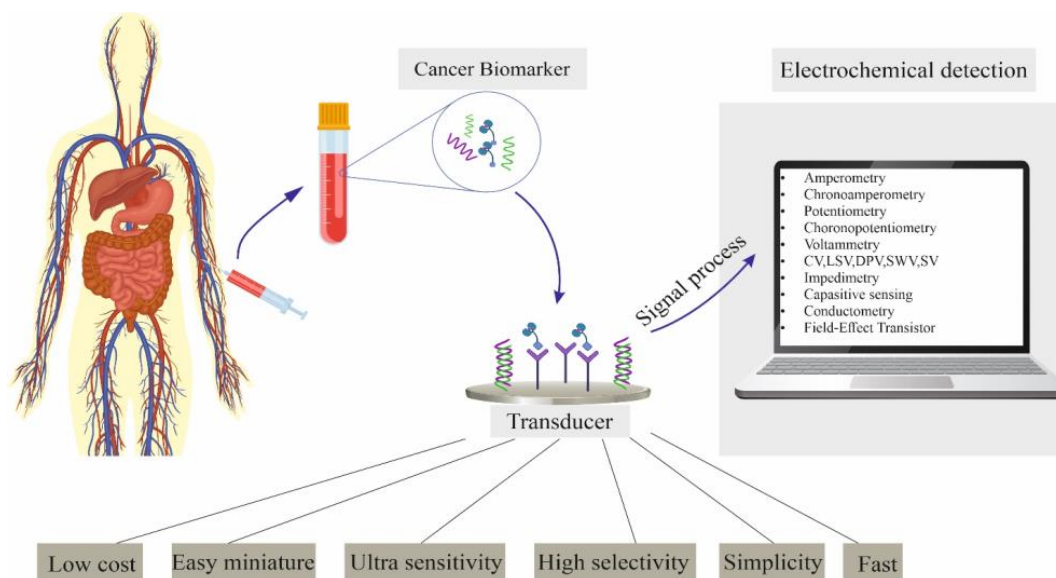 Cancer Biomarker
Electrochemical detection
Amperometry
Chronoamperometry
Potentiometry
Choronopotentiometry
Voltammetry
CV,LSV,DPV,SWV,SV
Impedimetry
Capasitive sensing
Conductometry
Field-Effect Transistor
Signal process
Transducer
Low cost
Easy miniature
Ultra sensitivity
High selectivity
Simplicity
Fast